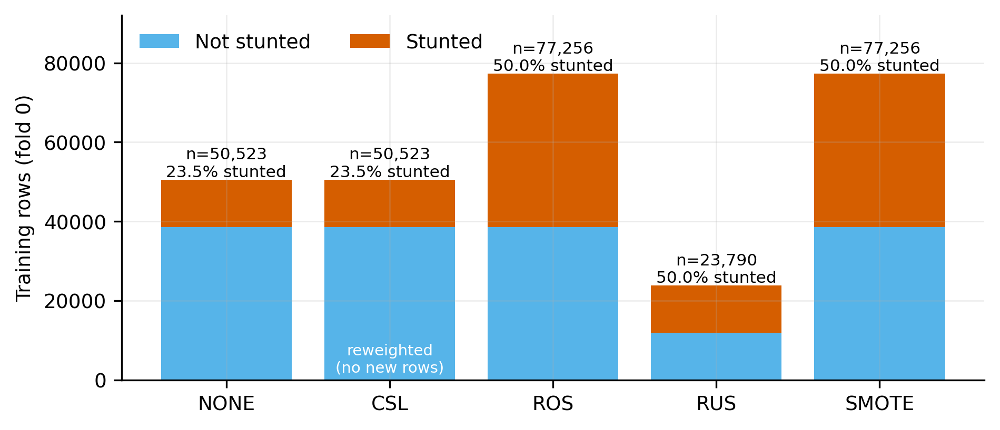 Not stunted
Stunted
n=77,256
50.0% stunted
n=77,256
50.0% stunted
n=50,523
23.5% stunted
n=50,523
23.5% stunted
n=23,790
50.0% stunted
reweighted
(no new rows)
Training rows (fold 0)
80000
60000
40000
20000
0
NONE
CSL
ROS
RUS
SMOTE